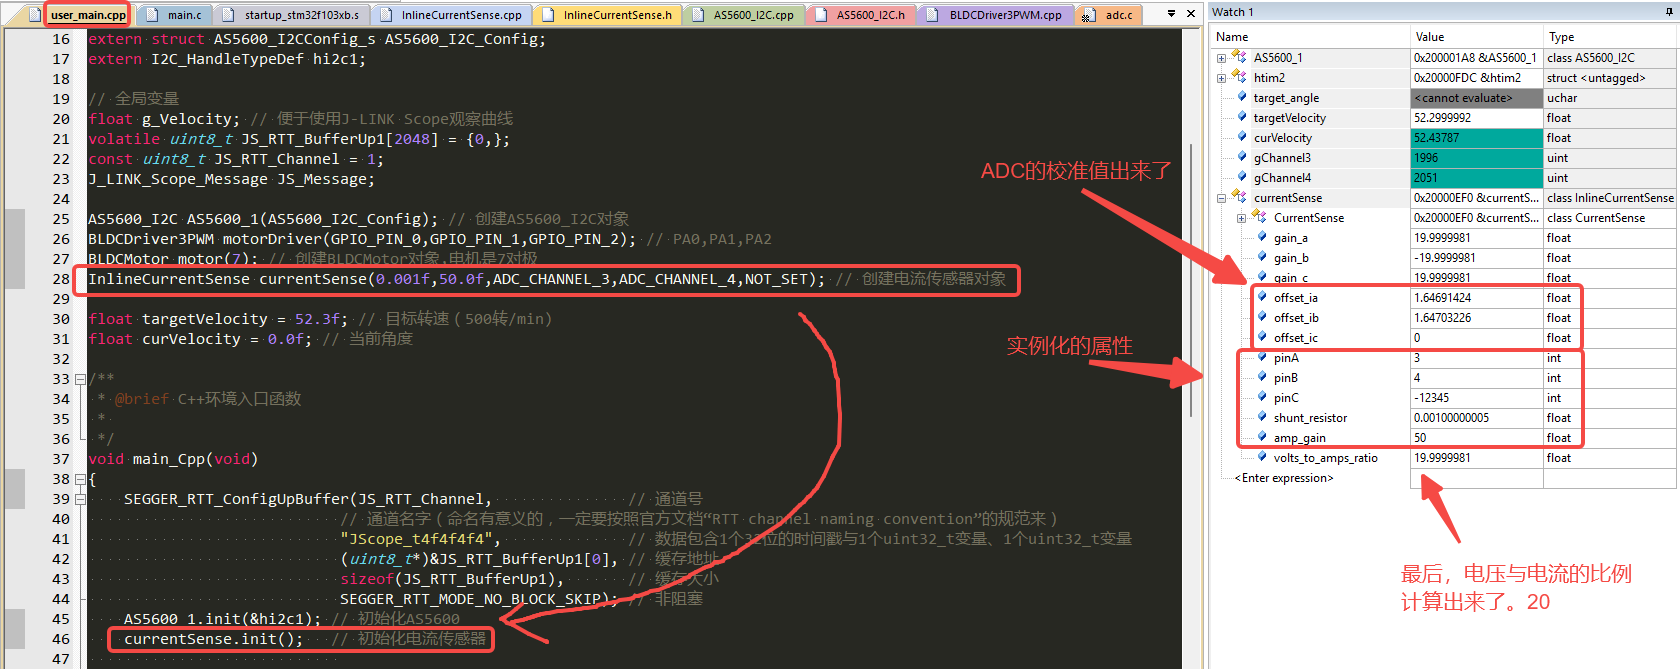 user_main.cpp main.c startup_stm32f103xb.s InlineCurrentSense.cpp InlineCurrentSense.h AS5600_I2C.cpp AS5600_I2C.h BLDCDriver3PWM.cpp adc.c
16 extern struct AS5600_I2CConfig_s AS5600_I2C_Config;
17 extern I2C_HandleTypeDef hi2c1;
18
19 // 全局变量
20 float g_Velocity; // 便于使用J-LINK Scope观察曲线
21 volatile uint8_t JS_RTT_BufferUp1[2048] = {0,};
22 const uint8_t JS_RTT_Channel = 1;
23 J_LINK_Scope_Message JS_Message;
24
25 AS5600_I2C AS5600_1(AS5600_I2C_Config); // 创建AS5600_I2C对象
26 BLDCDriver3PWM motorDriver(GPIO_PIN_0,GPIO_PIN_1,GPIO_PIN_2); // PA0,PA1,PA2
27 BLDCMotor motor(7); // 创建BLDCMotor对象,电机是7对极
28 InlineCurrentSense currentSense(0.001f,50.0f,ADC_CHANNEL_3,ADC_CHANNEL_4,NOT_SET); // 创建电流传感器对象
29
30 float targetVelocity = 52.3f; // 目标转速（500转/min）
31 float curVelocity = 0.0f; // 当前角度
32
33 /**
34 * @brief C++环境入口函数
35 *
36 */
37 void main_Cpp(void)
38 {
39 SEGGER_RTT_ConfigUpBuffer(JS_RTT_Channel, // 通道号
40 // 通道名字（命名有意义的，一定要按照官方文档“RTT channel naming convention”的规范来）
41 "JScope_t4f4f4f4", // 数据包含1个32位的时间戳与1个uint32_t变量、1个uint32_t变量
42 (uint8_t*)&JS_RTT_BufferUp1[0], // 缓存地址
43 sizeof(JS_RTT_BufferUp1), // 缓存大小
44 SEGGER_RTT_MODE_NO_BLOCK_SKIP); // 非阻塞
45 AS5600_1.init(&hi2c1); // 初始化AS5600
46 currentSense.init(); // 初始化电流传感器
47
ADC的校准值出来了
实例化的属性
Watch 1
Name Value Type
AS5600_1 0x200001A8 &AS5600_1 class AS5600_I2C
htim2 0x20000FDC &htim2 struct <untagged>
target_angle <cannot evaluate> uchar
targetVelocity 52.2999992 float
curVelocity 52.43787 float
gChannel3 1996 uint
gChannel4 2051 uint
currentSense 0x20000EF0 &currentS... class InlineCurrentSense
CurrentSense 0x20000EF0 &currentS... class CurrentSense
gain_a 19.9999981 float
gain_b -19.9999981 float
gain_c 19.9999981 float
offset_ia 1.64691424 float
offset_ib 1.64703226 float
offset_ic 0 float
pinA 3 int
pinB 4 int
pinC -12345 int
shunt_resistor 0.00100000005 float
amp_gain 50 float
volts_to_amps_ratio 19.9999981 float
<Enter expression>
最后，电压与电流的比例
计算出来了。20